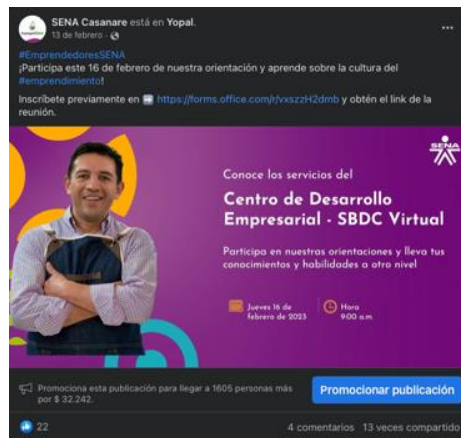 SENA Casanare está en Yopal.
13 de febrero
#EmprendedoresSENA
¡Participa este 16 de febrero de nuestra orientación y aprende sobre la cultura del
#emprendimiento!
Inscríbete previamente en ➡️ https://forms.office.com/r/vxszzH2dmb y obtén el link de la
reunión.
SENA
Conoce los servicios del
Centro de Desarrollo
Empresarial - SBDC Virtual
Participa en nuestras orientaciones y lleva tus
conocimientos y habilidades a otro nivel
Jueves 16 de
febrero de 2023
Hora
9:00 a.m.
Promociona esta publicación para llegar a 1605 personas más
por $ 32.242.
Promocionar publicación
22
4 comentarios 13 veces compartido